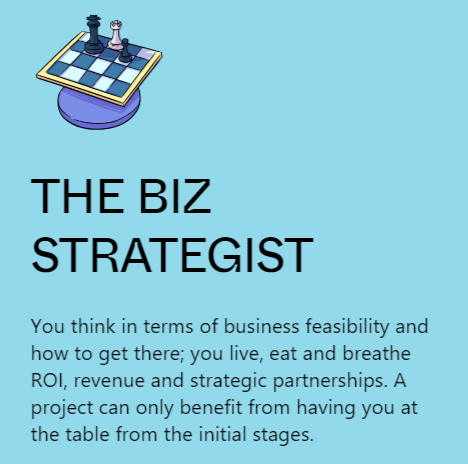 THE BIZ
STRATEGIST
You think in terms of business feasibility and
how to get there; you live, eat and breathe
ROI, revenue and strategic partnerships. A
project can only benefit from having you at
the table from the initial stages.